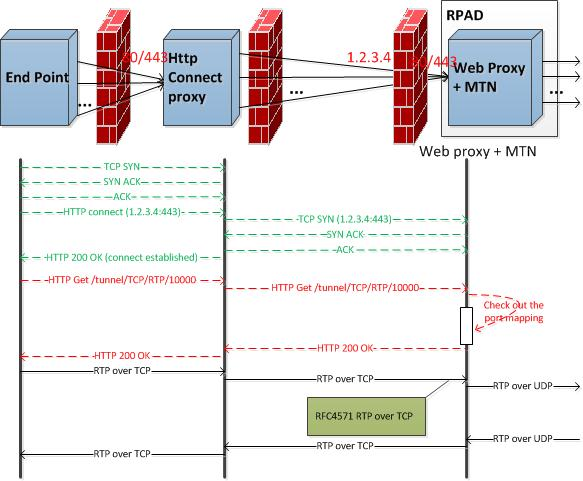 RPAD
End Point
80/443
Http
Connect
proxy
...
...
1.2.3.4
80/443
Web Proxy
+ MTN
...
Web proxy + MTN
TCP SYN
SYN ACK
ACK
HTTP connect (1.2.3.4:443)
TCP SYN (1.2.3.4:443)
SYN ACK
ACK
HTTP 200 OK (connect established)
HTTP Get /tunnel/TCP/RTP/10000
HTTP Get /tunnel/TCP/RTP/10000
Check out the
port mapping
HTTP 200 OK
HTTP 200 OK
RTP over TCP
RTP over TCP
RTP over UDP
RFC4571 RTP over TCP
RTP over UDP
RTP over TCP
RTP over TCP